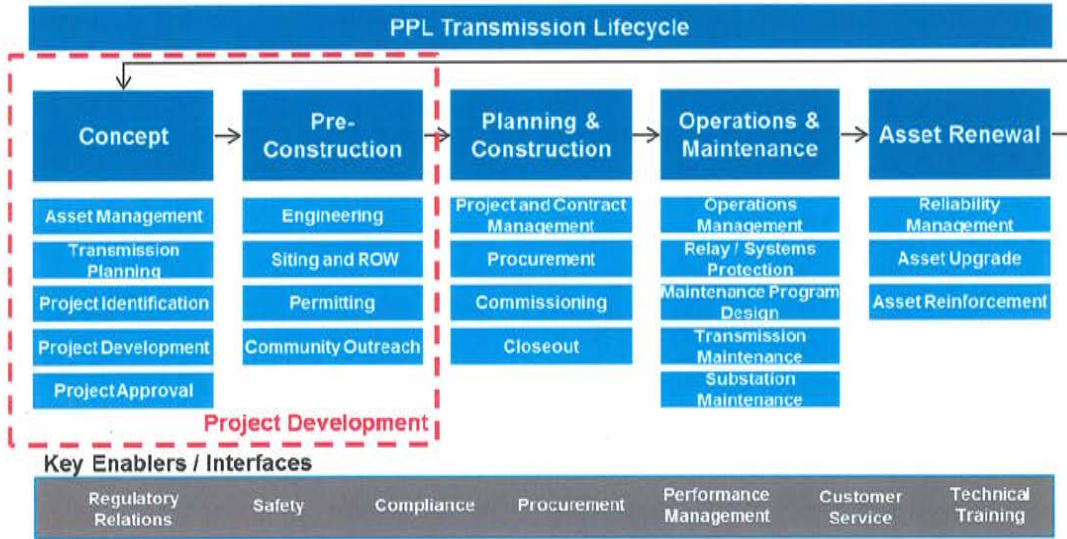 PPL Transmission Lifecycle
Concept
Pre-
Construction
Planning &
Construction
Operations &
Maintenance
Asset Renewal
Asset Management
Transmission
Planning
Project Identification
Project Development
Project Approval
Engineering
Siting and ROW
Permitting
Community Outreach
Project and Contract
Management
Procurement
Commissioning
Closeout
Operations
Management
Relay / Systems
Protection
Maintenance Program
Design
Transmission
Maintenance
Substation
Maintenance
Reliability
Management
Asset Upgrade
Asset Reinforcement
Project Development
Key Enablers / Interfaces
Regulatory
Relations
Safety
Compliance
Procurement
Performance
Management
Customer
Service
Technical
Training